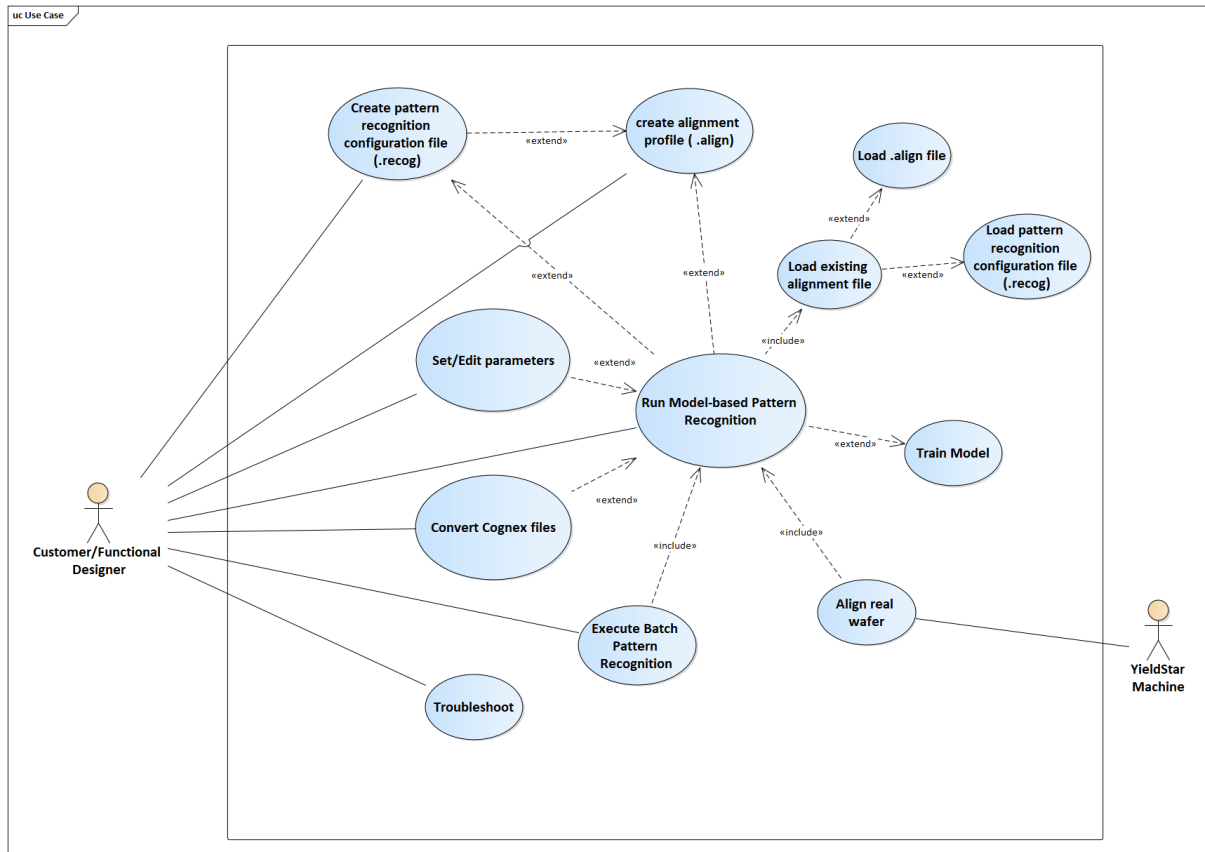 uc Use Case
Create pattern
recognition
configuration file
(.recog)
«extend»
create alignment
profile ( .align)
Load .align file
«extend»
Load pattern
recognition
configuration file
(.recog)
Load existing
alignment file
«extend»
«extend»
«extend»
«include»
Set/Edit parameters
«extend»
Run Model-based Pattern
Recognition
«extend»
Train Model
Convert Cognex files
«extend»
Customer/Functional
Designer
«include»
«include»
Execute Batch
Pattern
Recognition
Align real
wafer
YieldStar
Machine
Troubleshoot